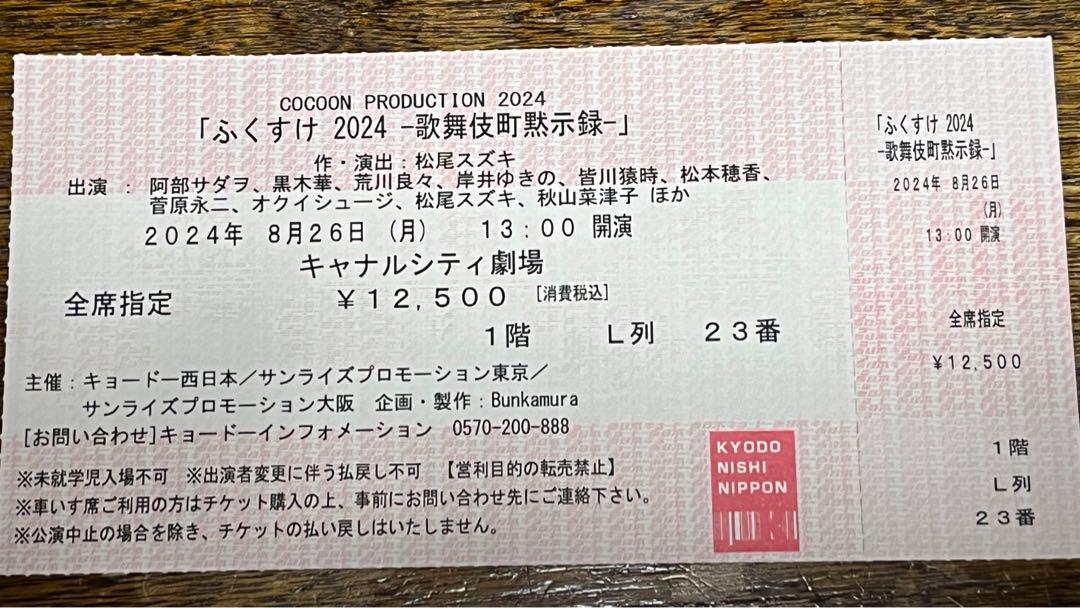 COCOON PRODUCTION 2024
「ふくすけ 2024 -歌舞伎町黙示録-」
作・演出：松尾スズキ
出演 ： 阿部サダヲ、黒木華、荒川良々、岸井ゆきの、皆川猿時、松本穂香、
菅原永二、オクイシュージ、松尾スズキ、秋山菜津子 ほか
２０２４年 ８月２６日 （月） １３：００ 開演
キャナルシティ劇場
全席指定 ￥１２,５００ [消費税込]
１階 Ｌ列 ２３番
主催：キョードー西日本／サンライズプロモーション東京／
サンライズプロモーション大阪 企画・製作：Bunkamura
[お問い合わせ]キョードーインフォメーション 0570-200-888
※未就学児入場不可 ※出演者変更に伴う払戻し不可 【営利目的の転売禁止】
※車いす席ご利用の方はチケット購入の上、事前にお問い合わせ先にご連絡下さい。
※公演中止の場合を除き、チケットの払い戻しはいたしません。
KYODO
NISHI
NIPPON
「ふくすけ 2024
-歌舞伎町黙示録-」
2024年 8月26日
(月)
13:00 開演
全席指定
￥12,500
１階
Ｌ列
２３番